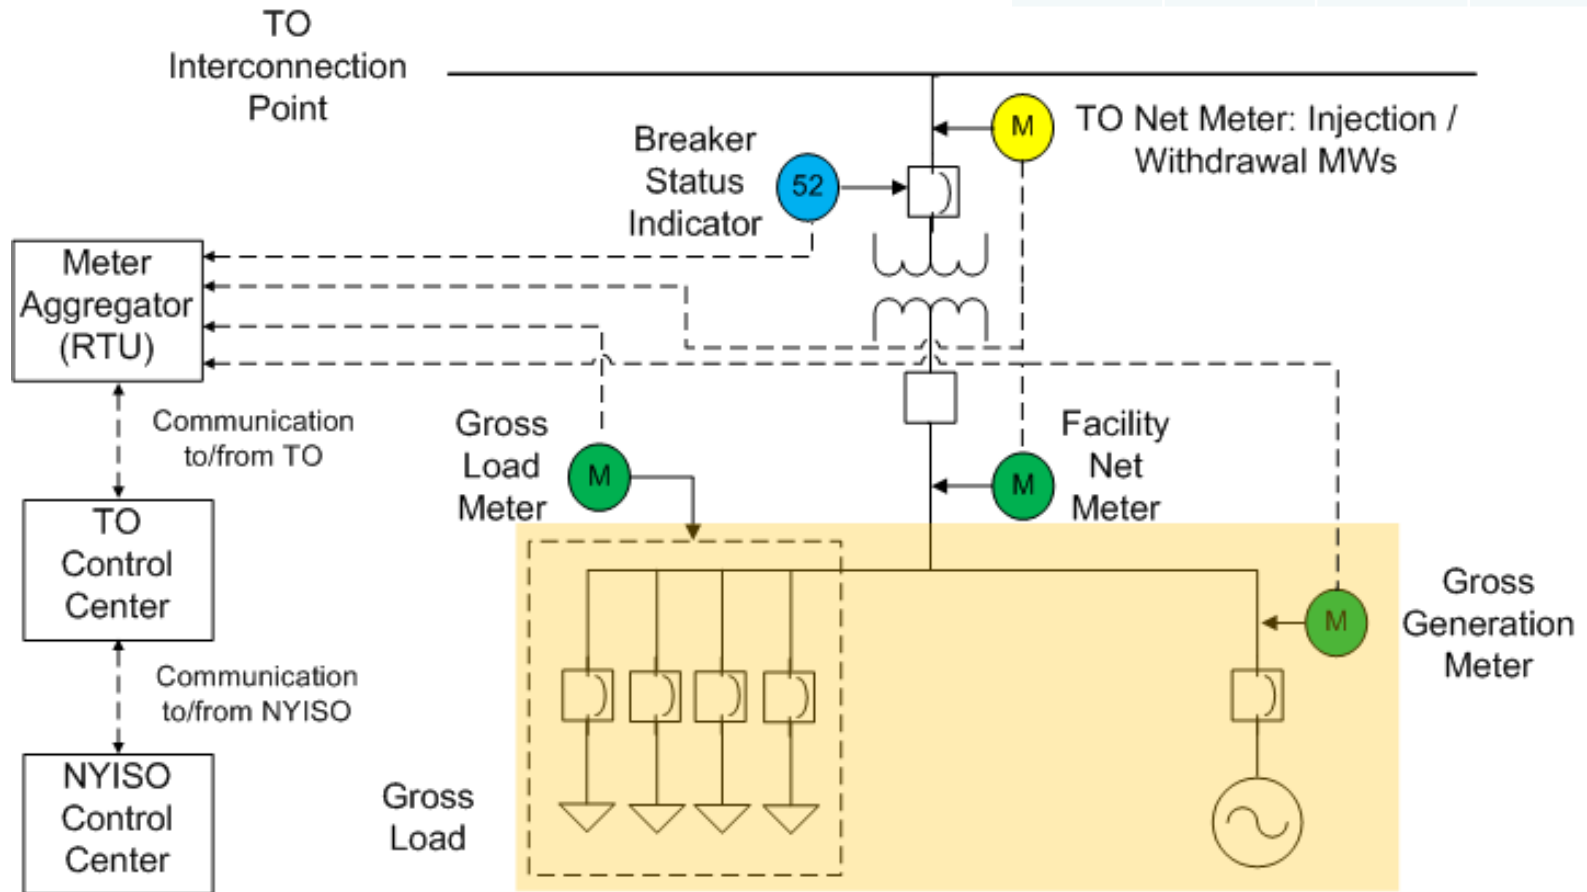 TO
Interconnection
Point
M
TO Net Meter: Injection /
Withdrawal MWs
Breaker
Status
Indicator
52
Meter
Aggregator
(RTU)
Communication
to/from TO
Gross
Load
Meter
M
M
Facility
Net
Meter
TO
Control
Center
M
Gross
Generation
Meter
Communication
to/from NYISO
NYISO
Control
Center
Gross
Load